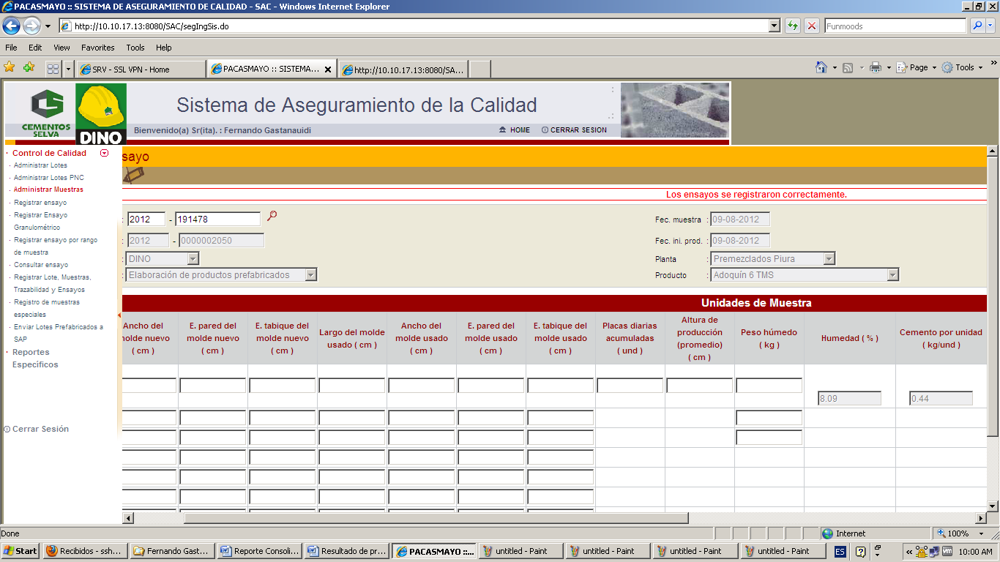 PACASMAYO :: SISTEMA DE ASEGURAMIENTO DE CALIDAD - SAC - Windows Internet Explorer
http://10.10.17.13:8080/SAC/segIngSis.do
Funmoods
File Edit View Favorites Tools Help
SRV - SSL VPN - Home
PACASMAYO :: SISTEMA...
http://10.10.17.13:8080/SA...
Page
Tools
CEMENTOS
SELVA
DINO
Sistema de Aseguramiento de la Calidad
Bienvenido(a) Sr(ita). : Fernando Gastanauidi
HOME
CERRAR SESION
Control de Calidad
Administrar Lotes
Administrar Lotes PNC
Administrar Muestras
Registrar ensayo
Registrar Ensayo
Granulométrico
Registrar ensayo por rango
de muestra
Consultar ensayo
Registrar Lote, Muestras,
Trazabilidad y Ensayos
Registro de muestras
especiales
Enviar Lotes Prefabricados a
SAP
Reportes
Específicos
Cerrar Sesión
sayo
Los ensayos se registraron correctamente.
: 2012 - 191478
Fec. muestra : 09-08-2012
: 2012 - 0000002050
Fec. ini. prod. : 09-08-2012
: DINO
Planta : Premezclados Piura
: Elaboración de productos prefabricados
Producto : Adoquín 6 TMS
Unidades de Muestra
Ancho del
molde nuevo
( cm )
E. pared del
molde nuevo
( cm )
E. tabique del
molde nuevo
( cm )
Largo del molde
usado ( cm )
Ancho del
molde usado
( cm )
E. pared del
molde usado
( cm )
E. tabique del
molde usado
( cm )
Placas diarias
acumuladas
( und )
Altura de
producción
(promedio)
( cm )
Peso húmedo
( kg )
Humedad ( % )
Cemento por unidad
( kg/und )
8.09
0.44
Done
Internet
100%
Start
Recibidos - ssh...
Fernando Gast...
Reporte Consoli...
Resultado de pr...
PACASMAYO ::...
untitled - Paint
untitled - Paint
untitled - Paint
untitled - Paint
ES
10:00 AM